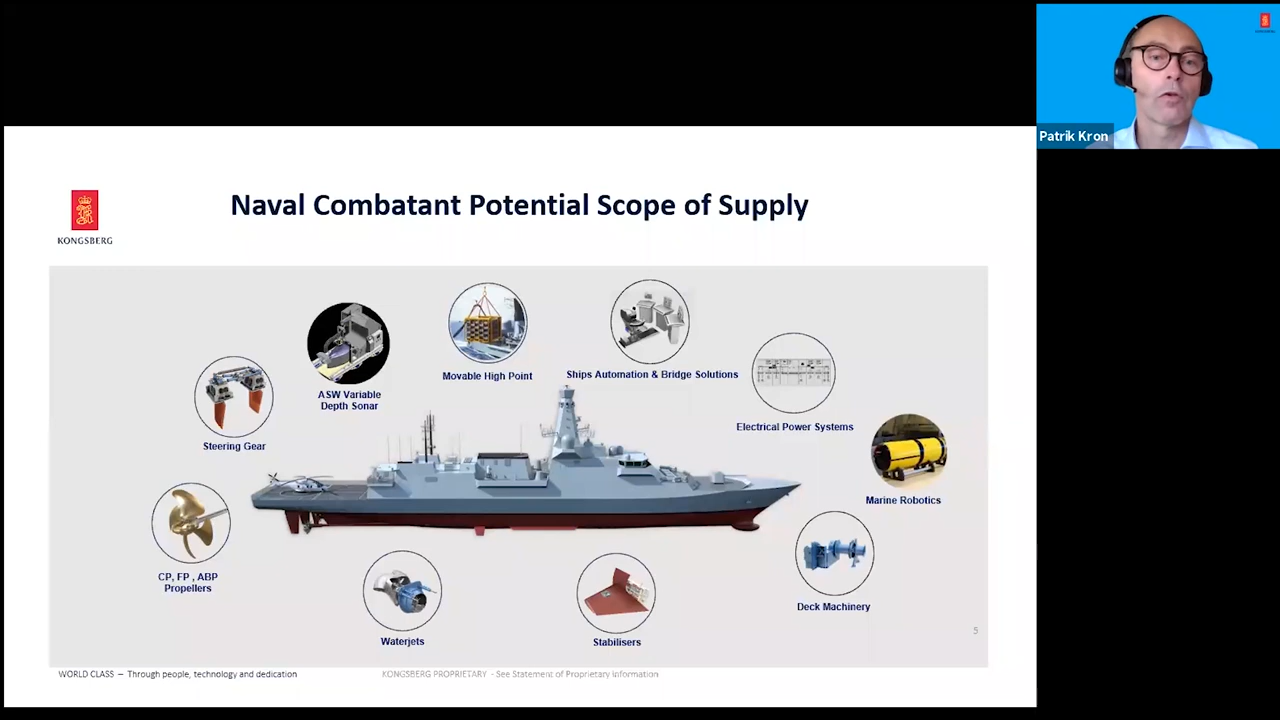 Patrik Kron
KONGSBERG
Naval Combatant Potential Scope of Supply
Steering Gear
ASW Variable
Depth Sonar
Movable High Point
Ships Automation & Bridge Solutions
Electrical Power Systems
Marine Robotics
CP, FP , ABP
Propellers
Waterjets
Stabilisers
Deck Machinery
5
WORLD CLASS – Through people, technology and dedication
KONGSBERG PROPRIETARY - See Statement of Proprietary information